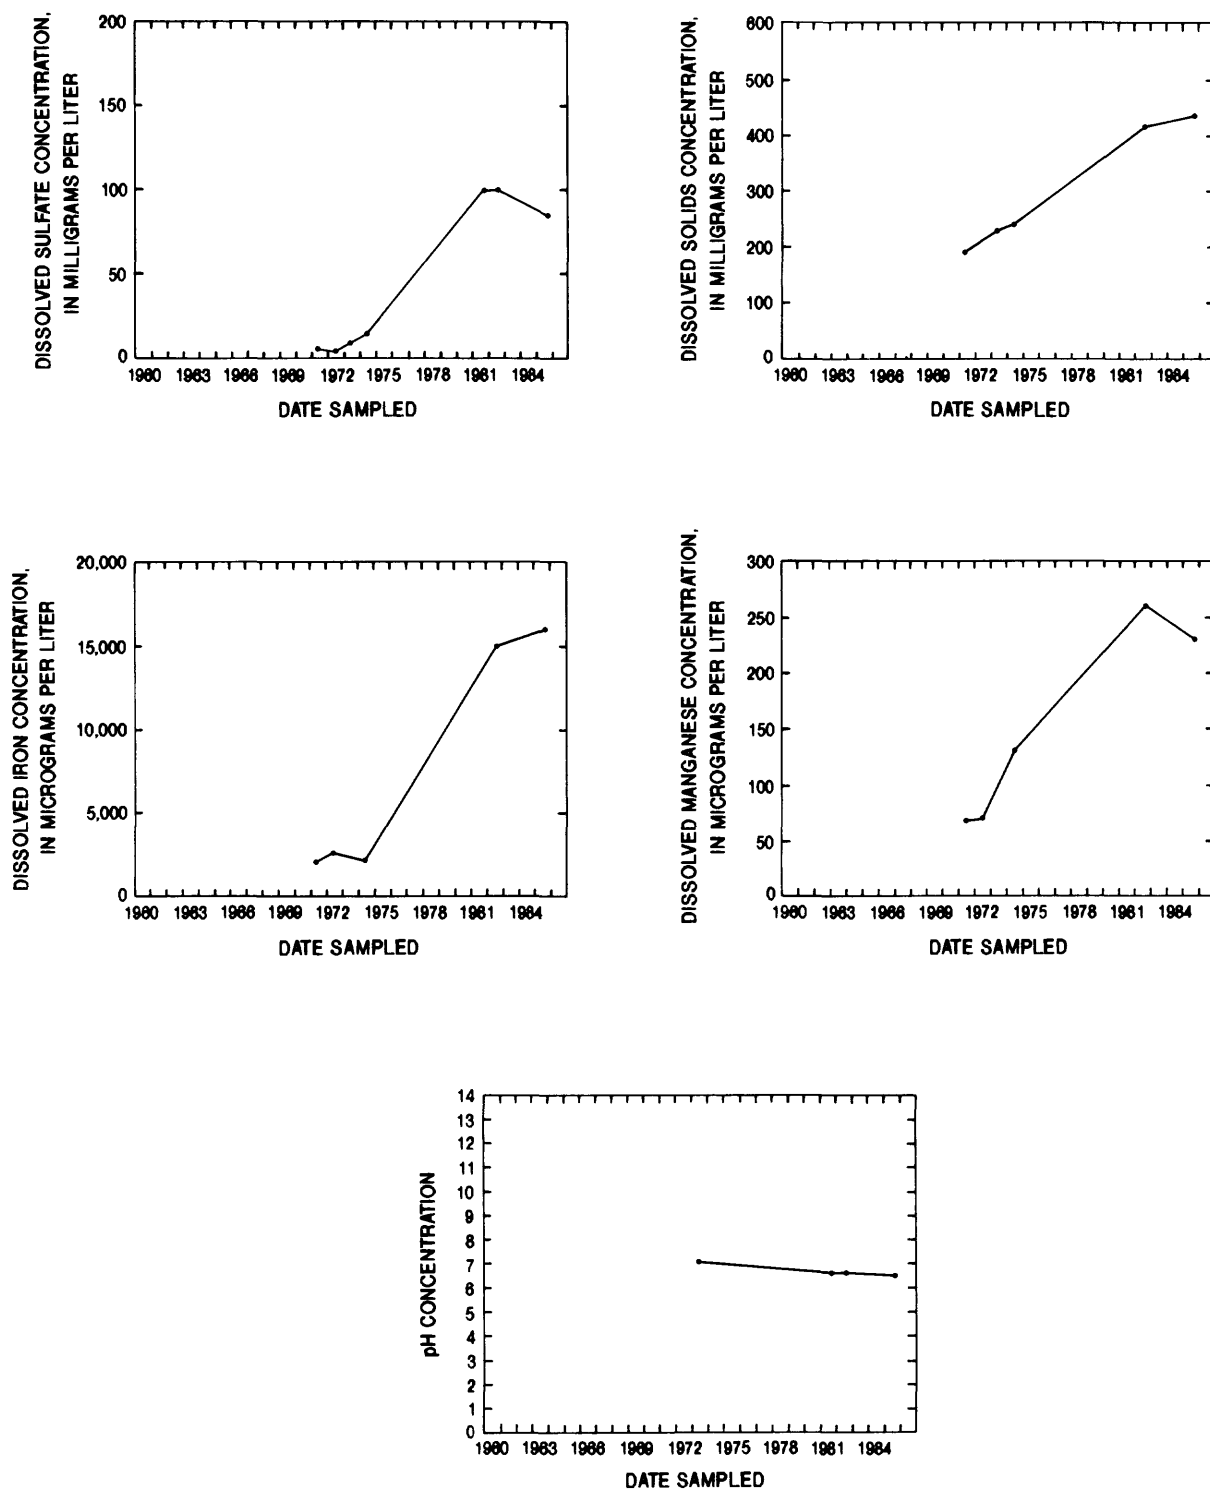 DISSOLVED SULFATE CONCENTRATION,
IN MILLIGRAMS PER LITER
200
150
100
50
0
1960 1963 1966 1969 1972 1975 1978 1981 1984
DATE SAMPLED
DISSOLVED SOLIDS CONCENTRATION,
IN MILLIGRAMS PER LITER
600
500
400
300
200
100
0
1960 1963 1966 1969 1972 1975 1978 1981 1984
DATE SAMPLED
DISSOLVED IRON CONCENTRATION,
IN MICROGRAMS PER LITER
20,000
15,000
10,000
5,000
0
1960 1963 1966 1969 1972 1975 1978 1981 1984
DATE SAMPLED
DISSOLVED MANGANESE CONCENTRATION,
IN MICROGRAMS PER LITER
300
250
200
150
100
50
0
1960 1963 1966 1969 1972 1975 1978 1981 1984
DATE SAMPLED
pH CONCENTRATION
14
13
12
11
10
9
8
7
6
5
4
3
2
1
0
1960 1963 1966 1969 1972 1975 1978 1981 1984
DATE SAMPLED